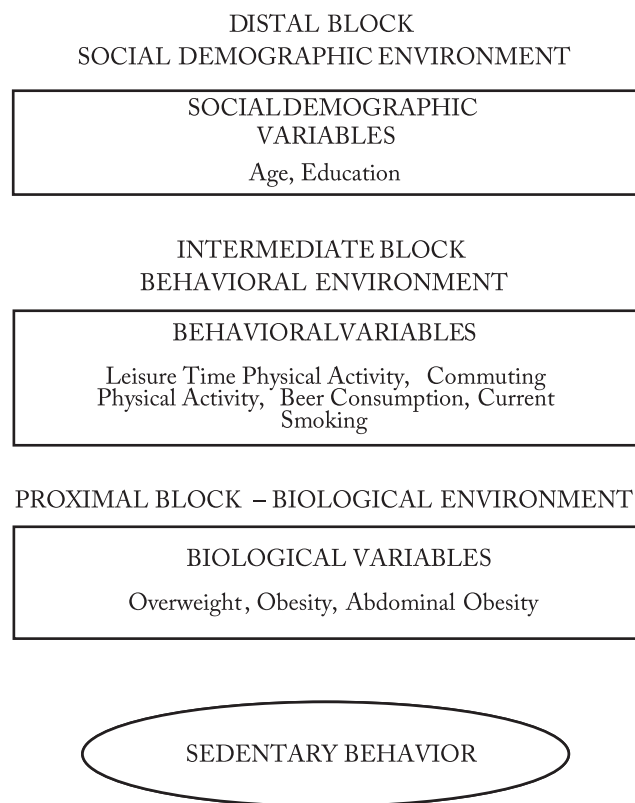 DISTAL BLOCK
SOCIAL DEMOGRAPHIC ENVIRONMENT
SOCIALDEMOGRAPHIC
VARIABLES
Age, Education
INTERMEDIATE BLOCK
BEHAVIORAL ENVIRONMENT
BEHAVIORALVARIABLES
Leisure Time Physical Activity, Commuting
Physical Activity, Beer Consumption, Current
Smoking
PROXIMAL BLOCK – BIOLOGICAL ENVIRONMENT
BIOLOGICAL VARIABLES
Overweight, Obesity, Abdominal Obesity
SEDENTARY BEHAVIOR